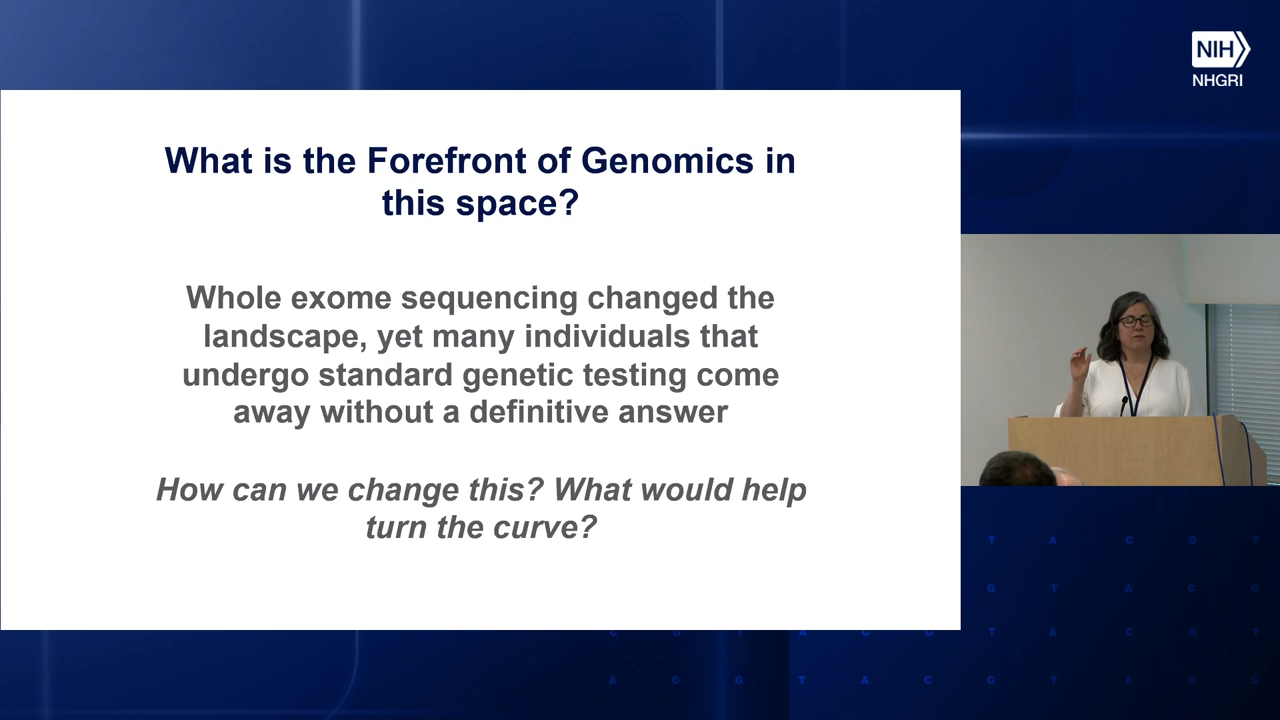 NIH
NHGRI
What is the Forefront of Genomics in
this space?
Whole exome sequencing changed the
landscape, yet many individuals that
undergo standard genetic testing come
away without a definitive answer
How can we change this? What would help
turn the curve?
T A C G T
G T A C G
C G T A C G T A C G T
A C G T A C G T A C G